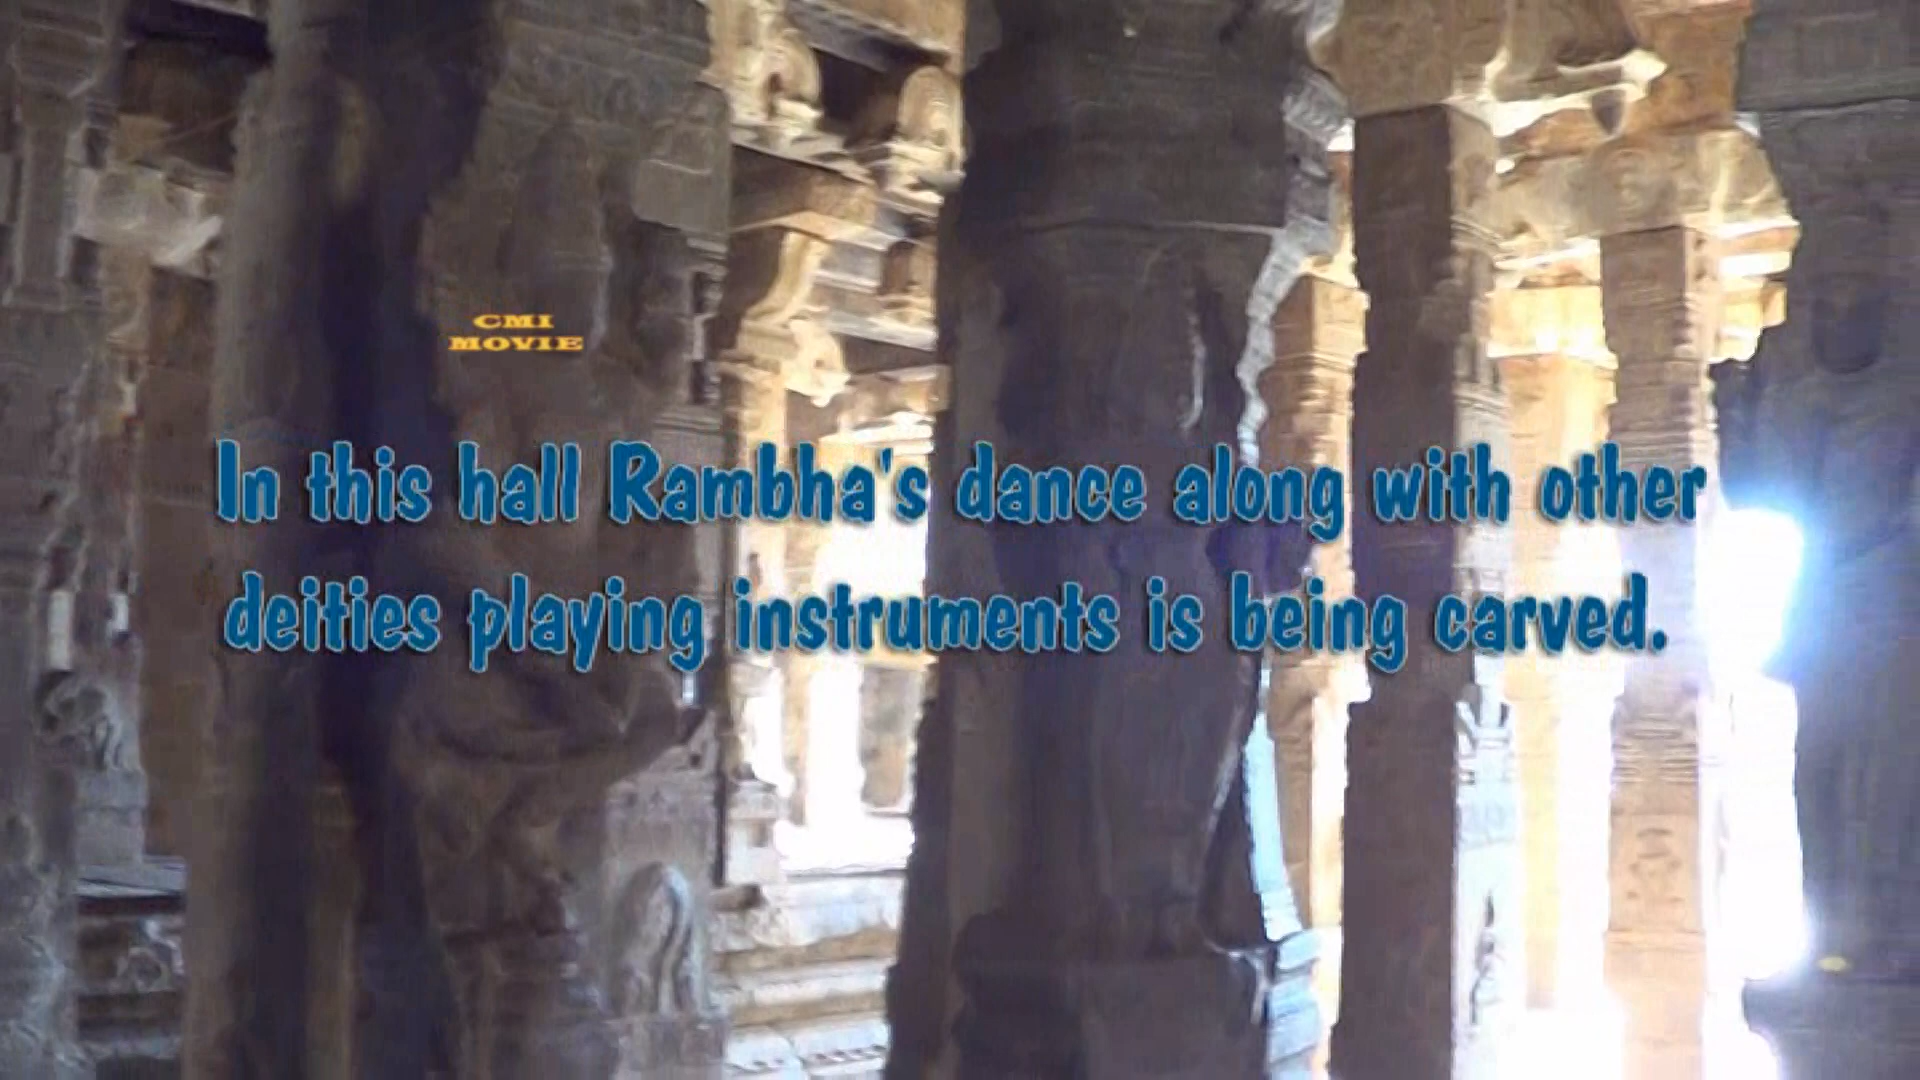 CMI
MOVIE
In this hall Rambha's dance along with other
deities playing instruments is being carved.